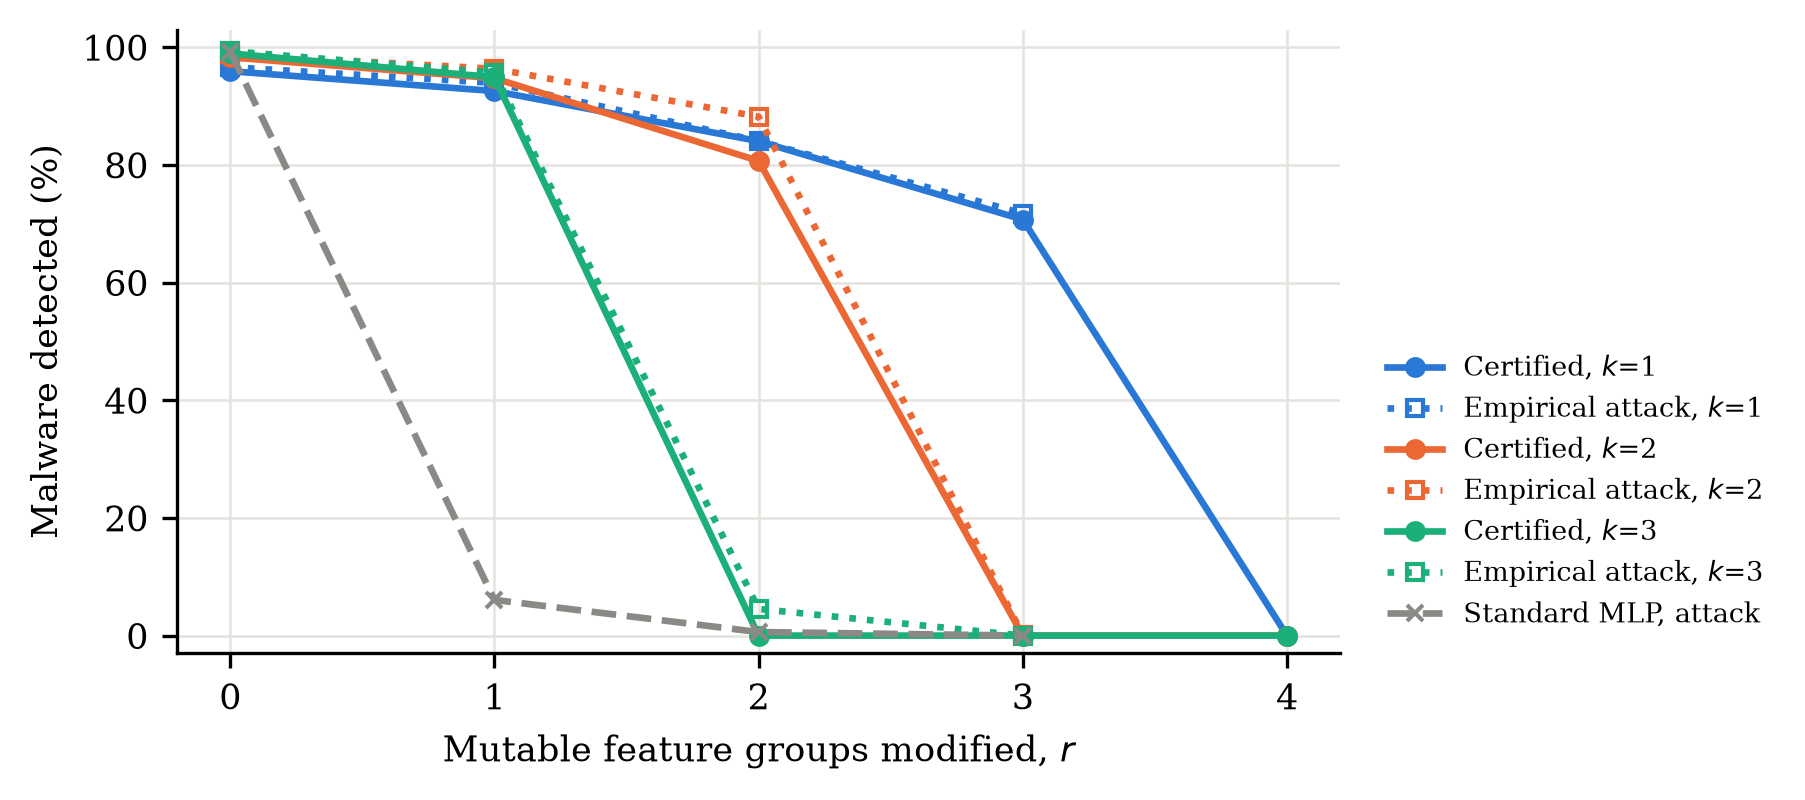 100
80
60
40
20
0
Malware detected (%)
0 1 2 3 4
Mutable feature groups modified, r
Certified, k=1
Empirical attack, k=1
Certified, k=2
Empirical attack, k=2
Certified, k=3
Empirical attack, k=3
Standard MLP, attack